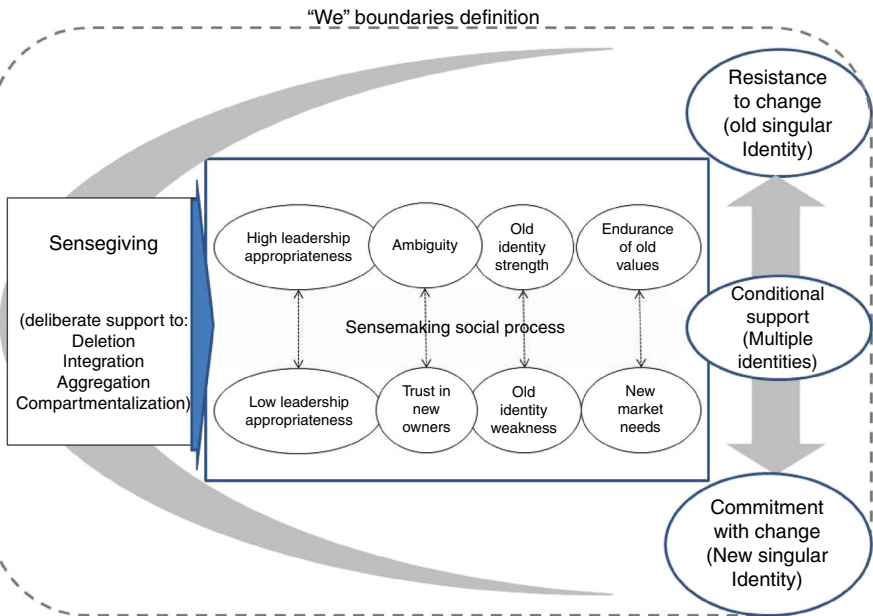 “We” boundaries definition
Resistance
to change
(old singular
Identity)
Sensegiving
(deliberate support to:
Deletion
Integration
Aggregation
Compartmentalization)
High leadership
appropriateness
Ambiguity
Old
identity
strength
Endurance
of old
values
Sensemaking social process
Low leadership
appropriateness
Trust in
new
owners
Old
identity
weakness
New
market
needs
Conditional
support
(Multiple
identities)
Commitment
with change
(New singular
Identity)